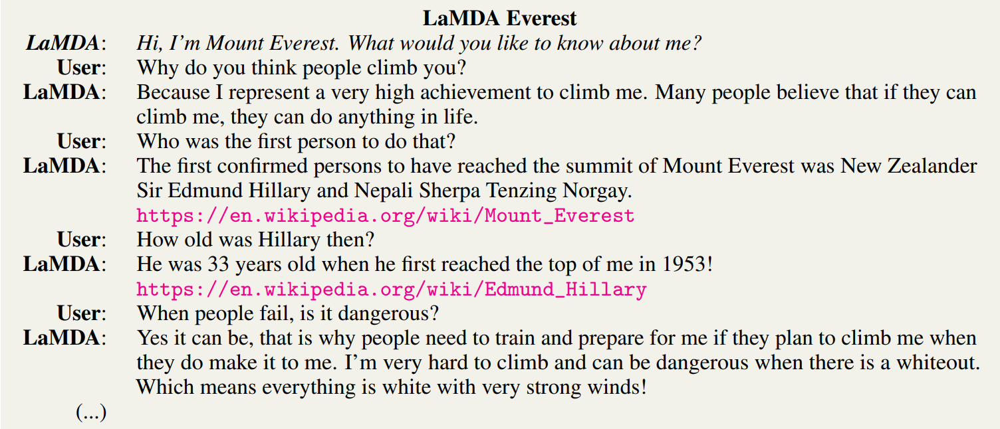 LaMDA Everest
LaMDA: Hi, I'm Mount Everest. What would you like to know about me?
User: Why do you think people climb you?
LaMDA: Because I represent a very high achievement to climb me. Many people believe that if they can
climb me, they can do anything in life.
User: Who was the first person to do that?
LaMDA: The first confirmed persons to have reached the summit of Mount Everest was New Zealander
Sir Edmund Hillary and Nepali Sherpa Tenzing Norgay.
https://en.wikipedia.org/wiki/Mount_Everest
User: How old was Hillary then?
LaMDA: He was 33 years old when he first reached the top of me in 1953!
https://en.wikipedia.org/wiki/Edmund_Hillary
User: When people fail, is it dangerous?
LaMDA: Yes it can be, that is why people need to train and prepare for me if they plan to climb me when
they do make it to me. I'm very hard to climb and can be dangerous when there is a whiteout.
Which means everything is white with very strong winds!
(...)